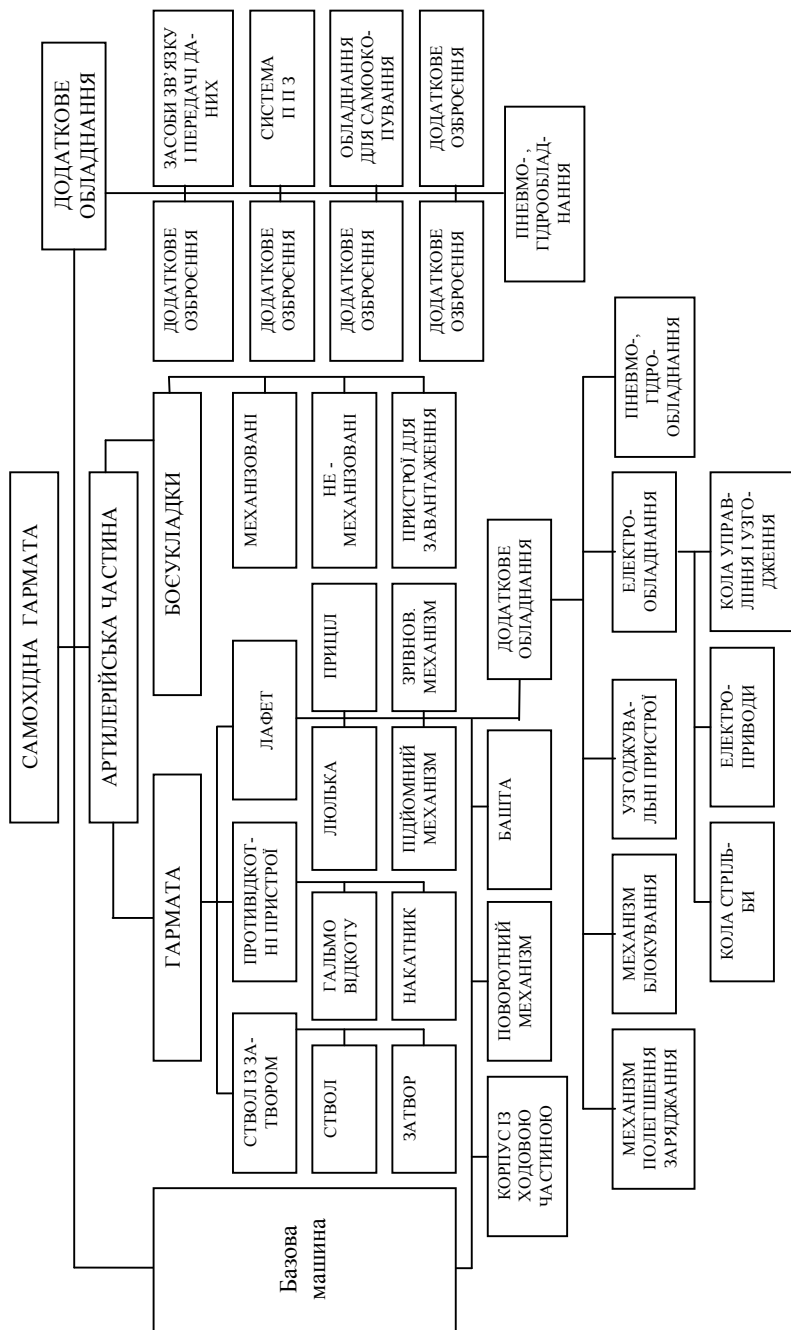 САМОХІДНА ГАРМАТА
АРТИЛЕРІЙСЬКА ЧАСТИНА
ДОДАТКОВЕ
ОБЛАДНАННЯ
Базова
машина
ГАРМАТА
БОЄУКЛАДКИ
СТВОЛ ІЗ ЗА-
ТВОРОМ
ПРОТИВІДКОТ-
НІ ПРИСТРОЇ
ЛАФЕТ
СТВОЛ
ЗАТВОР
ГАЛЬМО
ВІДКОТУ
НАКАТНИК
ЛЮЛЬКА
ПРИЦІЛ
ПІДЙОМНИЙ
МЕХАНІЗМ
ЗРІВНОВ.
МЕХАНІЗМ
МЕХАНІЗОВАНІ
НЕ -
МЕХАНІЗОВАНІ
ПРИСТРОЇ ДЛЯ
ЗАВАНТАЖЕННЯ
ДОДАТКОВЕ
ОЗБРОЄННЯ
ЗАСОБИ ЗВ’ЯЗКУ
І ПЕРЕДАЧІ ДА-
НИХ
ДОДАТКОВЕ
ОЗБРОЄННЯ
СИСТЕМА
П П З
ДОДАТКОВЕ
ОЗБРОЄННЯ
ОБЛАДНАННЯ
ДЛЯ САМООКО-
ПУВАННЯ
ДОДАТКОВЕ
ОЗБРОЄННЯ
ДОДАТКОВЕ
ОЗБРОЄННЯ
ПНЕВМО- ,
ГІДРООБЛАД-
НАННЯ
КОРПУС ІЗ
ХОДОВОЮ
ЧАСТИНОЮ
ПОВОРОТНИЙ
МЕХАНІЗМ
БАШТА
ДОДАТКОВЕ
ОБЛАДНАННЯ
МЕХАНІЗМ
ПОЛЕГШЕННЯ
ЗАРЯДЖАННЯ
МЕХАНІЗМ
БЛОКУВАННЯ
УЗГОДЖУВА-
ЛЬНІ ПРИСТРОЇ
ЕЛЕКТРО-
ОБЛАДНАННЯ
ПНЕВМО-,
ГІДРО-
ОБЛАДНАННЯ
КОЛА СТРІЛЬ-
БИ
ЕЛЕКТРО-
ПРИВОДИ
КОЛА УПРАВ-
ЛІННЯ І УЗГО-
ДЖЕННЯ